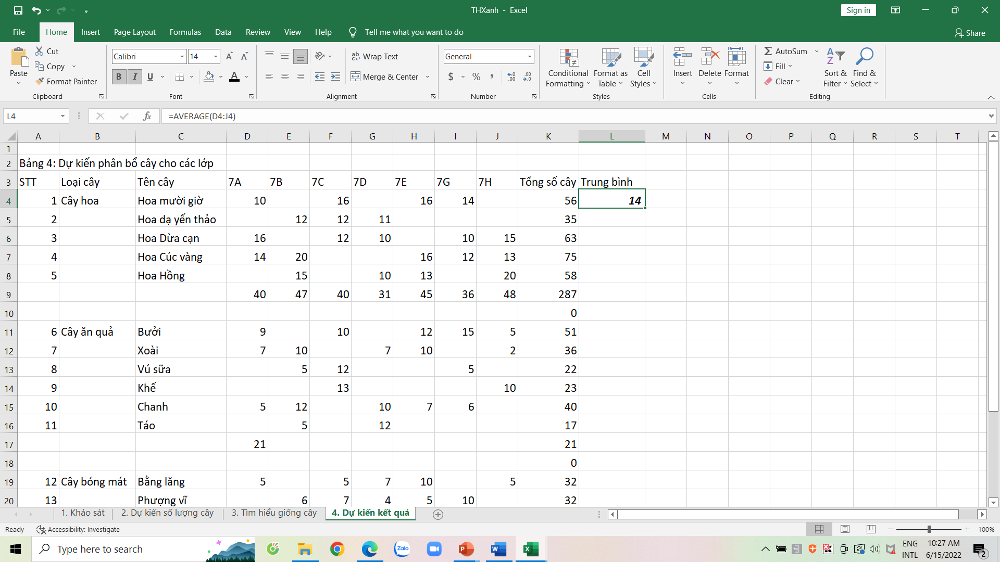 THXanh - Excel
Sign in
File Home Insert Page Layout Formulas Data Review View Help Tell me what you want to do Share
Paste Cut Copy Format Painter Clipboard
Calibri 14 B I U A Font
Wrap Text Merge & Center Alignment
General $ % , Number
Conditional Formatting Format as Table Cell Styles Styles
Insert Delete Format Cells
AutoSum Fill Clear Sort & Filter Find & Select Editing
L4 fx =AVERAGE(D4:J4)
A B C D E F G H I J K L M N O P Q R S T
1
2 Bảng 4: Dự kiến phân bổ cây cho các lớp
3 STT Loại cây Tên cây 7A 7B 7C 7D 7E 7G 7H Tổng số cây Trung bình
4 1 Cây hoa Hoa mười giờ 10 16 16 14 56 14
5 2 Hoa dạ yến thảo 12 12 11 35
6 3 Hoa Dừa cạn 16 12 10 10 15 63
7 4 Hoa Cúc vàng 14 20 16 12 13 75
8 5 Hoa Hồng 15 10 13 20 58
9 40 47 40 31 45 36 48 287
10 0
11 6 Cây ăn quả Bưởi 9 10 12 15 5 51
12 7 Xoài 7 10 7 10 2 36
13 8 Vú sữa 5 12 5 22
14 9 Khế 13 10 23
15 10 Chanh 5 12 10 7 6 40
16 11 Táo 5 12 17
17 21 21
18 0
19 12 Cây bóng mát Bằng lăng 5 5 7 10 5 32
20 13 Phượng vĩ 6 7 4 5 10 32
1. Khảo sát 2. Dự kiến số lượng cây 3. Tìm hiểu giống cây 4. Dự kiến kết quả
Ready Accessibility: Investigate 100%
Type here to search Zalo ENG INTL 10:27 AM 6/15/2022 2